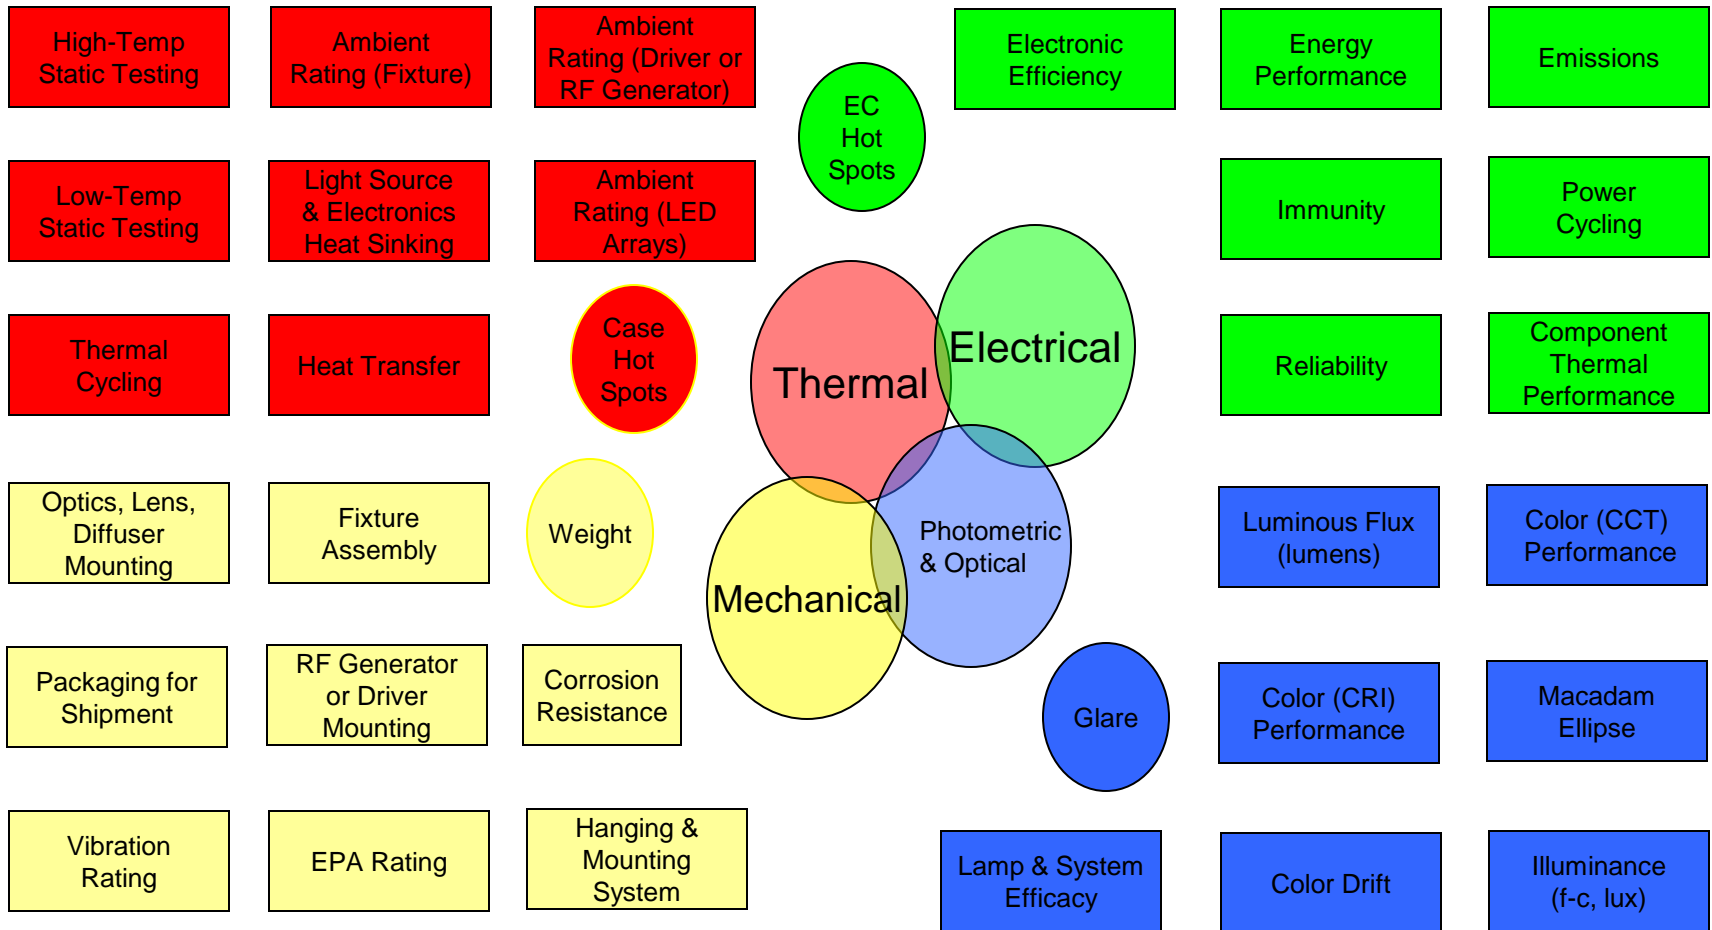 High-Temp
Static Testing
Ambient
Rating (Fixture)
Ambient
Rating (Driver or
RF Generator)
EC
Hot
Spots
Electronic
Efficiency
Energy
Performance
Emissions
Low-Temp
Static Testing
Light Source
& Electronics
Heat Sinking
Ambient
Rating (LED
Arrays)
Immunity
Power
Cycling
Thermal
Cycling
Heat Transfer
Case
Hot
Spots
Thermal
Electrical
Reliability
Component
Thermal
Performance
Optics, Lens,
Diffuser
Mounting
Fixture
Assembly
Weight
Mechanical
Photometric
& Optical
Luminous Flux
(lumens)
Color (CCT)
Performance
Packaging for
Shipment
RF Generator
or Driver
Mounting
Corrosion
Resistance
Glare
Color (CRI)
Performance
Macadam
Ellipse
Vibration
Rating
EPA Rating
Hanging &
Mounting
System
Lamp & System
Efficacy
Color Drift
Illuminance
(f-c, lux)